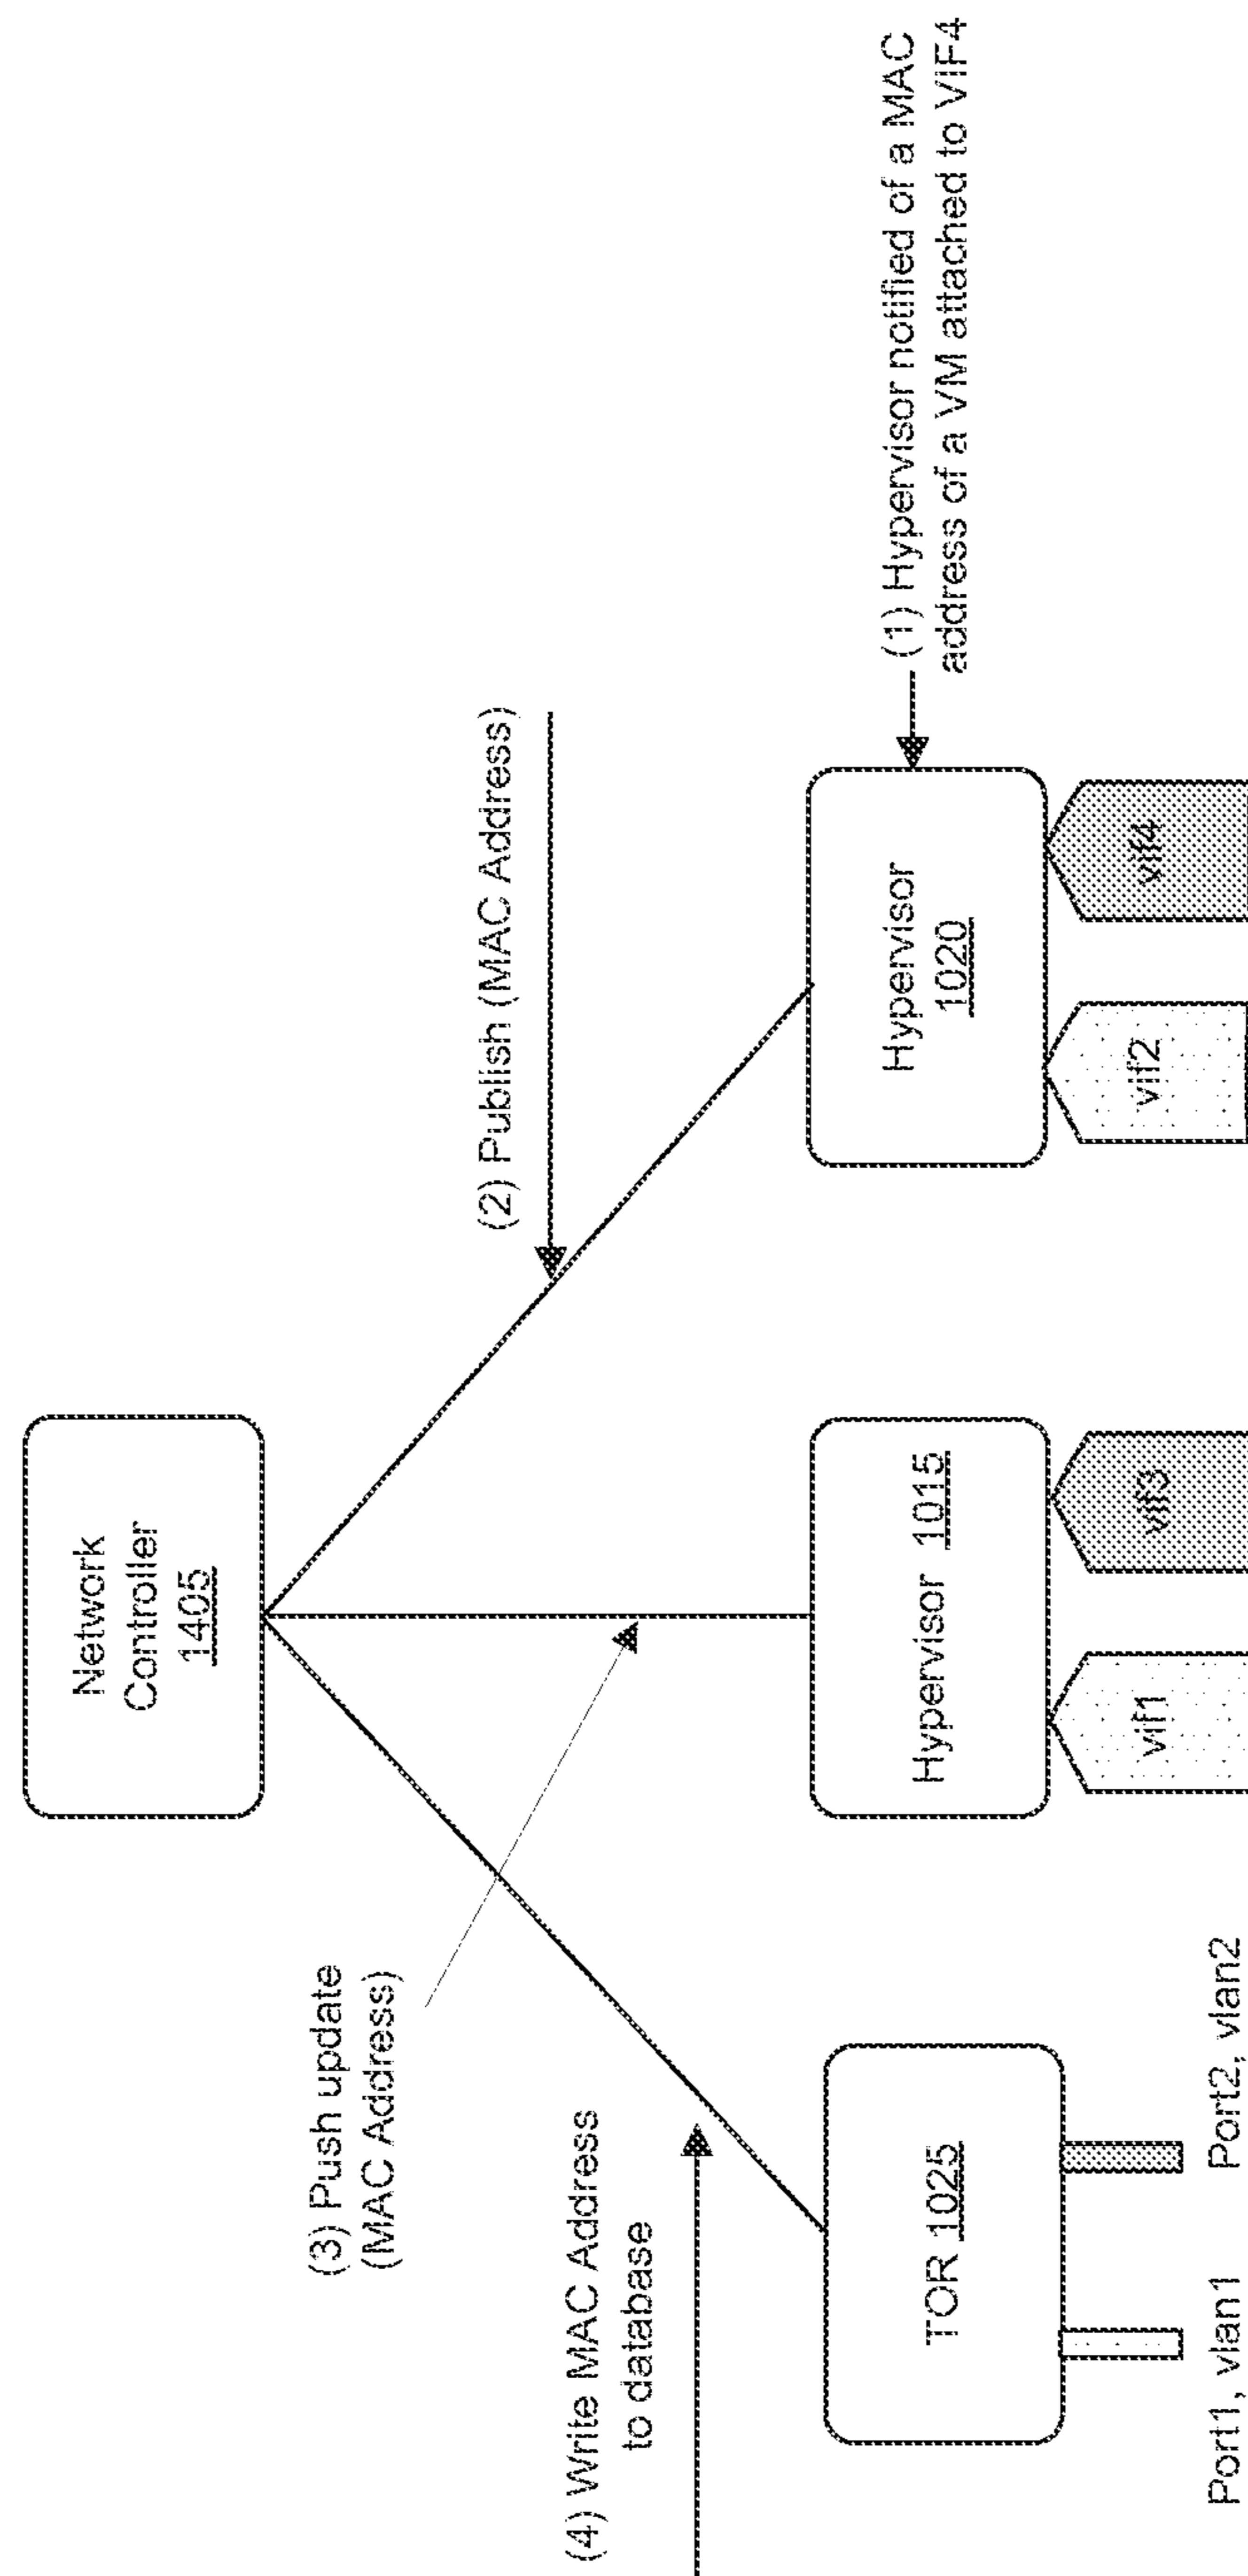 Network
Controller
1405
(3) Push update
(MAC Address)
(2) Publish (MAC Address)
(4) Write MAC Address
to database
TOR 1025
Hypervisor 1015
Hypervisor
1020
(1) Hypervisor notified of a MAC
address of a VM attached to VIF4
vif1
vif3
vif2
vif4
Port1, vlan1
Port2, vlan2